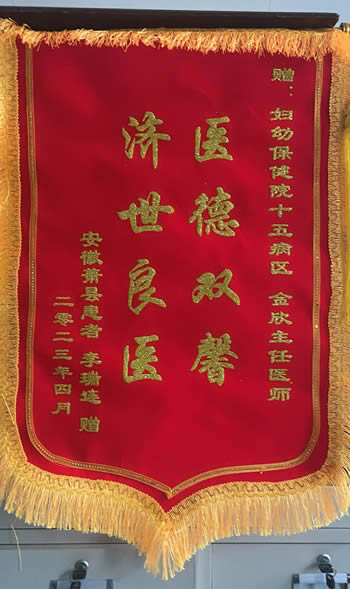 赠：妇幼保健院十五病区 金欣主任医师
医德双馨
济世良医
安徽萧县患者 李瑞莲 赠
二零二三年四月